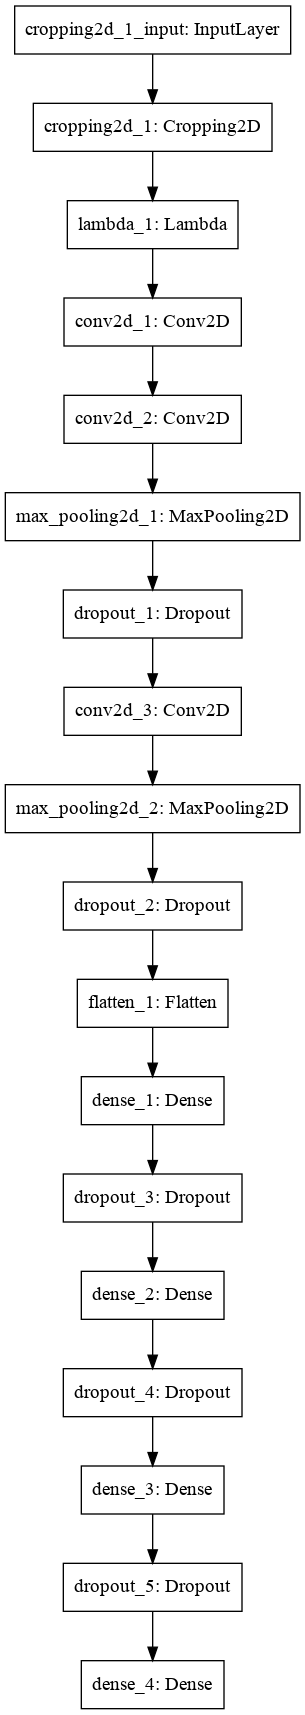 cropping2d_1_input: InputLayer
cropping2d_1: Cropping2D
lambda_1: Lambda
conv2d_1: Conv2D
conv2d_2: Conv2D
max_pooling2d_1: MaxPooling2D
dropout_1: Dropout
conv2d_3: Conv2D
max_pooling2d_2: MaxPooling2D
dropout_2: Dropout
flatten_1: Flatten
dense_1: Dense
dropout_3: Dropout
dense_2: Dense
dropout_4: Dropout
dense_3: Dense
dropout_5: Dropout
dense_4: Dense